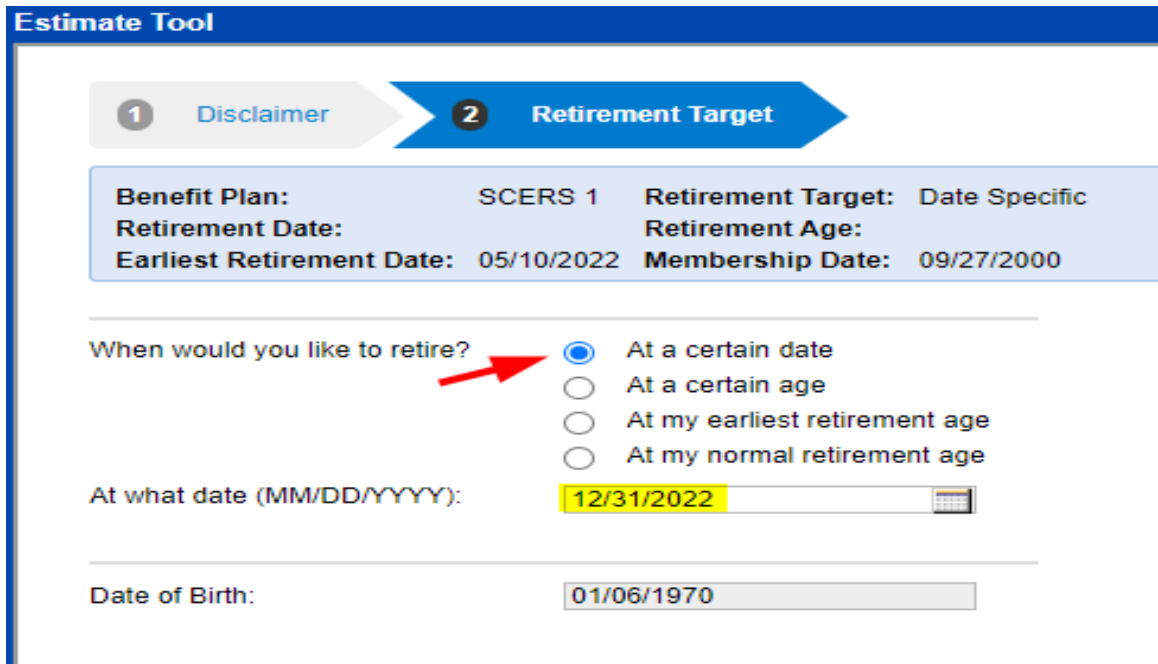 Estimate Tool
1 Disclaimer 2 Retirement Target
Benefit Plan: SCERS 1 Retirement Target: Date Specific
Retirement Date: Retirement Age:
Earliest Retirement Date: 05/10/2022 Membership Date: 09/27/2000
When would you like to retire? At a certain date
At a certain age
At my earliest retirement age
At my normal retirement age
At what date (MM/DD/YYYY): 12/31/2022
Date of Birth: 01/06/1970